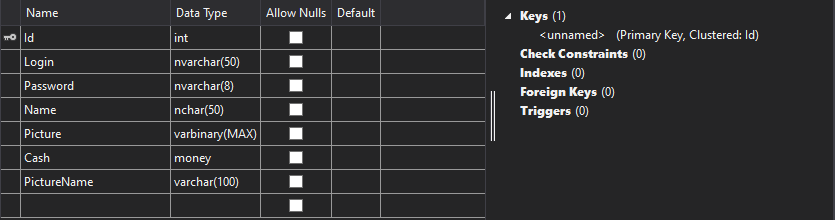 Name Data Type Allow Nulls Default
Id int
Login nvarchar(50)
Password nvarchar(8)
Name nchar(50)
Picture varbinary(MAX)
Cash money
PictureName varchar(100)
Keys (1)
<unnamed> (Primary Key, Clustered: Id)
Check Constraints (0)
Indexes (0)
Foreign Keys (0)
Triggers (0)